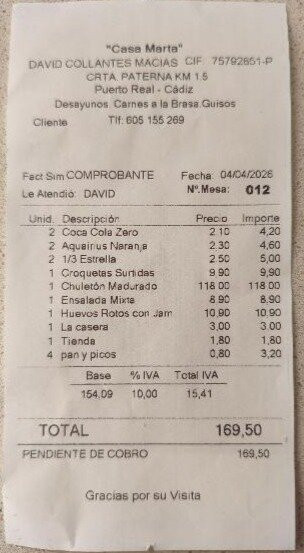 "Casa Marta"
DAVID COLLANTES MACIAS CIF 75792851-P
CRTA. PATERNA KM 1.5
Puerto Real - Cádiz
Desayunos. Carnes a la Brasa.Guisos
Cliente Tlf: 605 155 269
Fact Sim COMPROBANTE Fecha: 04/04/2026
Le Atendió: DAVID Nº.Mesa: 012
Unid. Descripción Precio Importe
2 Coca Cola Zero 2.10 4,20
2 Aquarius Naranja 2.30 4,60
2 1/3 Estrella 2.50 5,00
1 Croquetas Surtidas 9.90 9,90
1 Chuletón Madurado 118.00 118.00
1 Ensalada Mixta 8.90 8,90
1 Huevos Rotos con Jam 10,90 10,90
1 La casera 3.00 3,00
1 Tienda 1,80 1,80
4 pan y picos 0,80 3,20
Base % IVA Total IVA
154,09 10,00 15,41
TOTAL 169,50
PENDIENTE DE COBRO 169,50
Gracias por su Visita